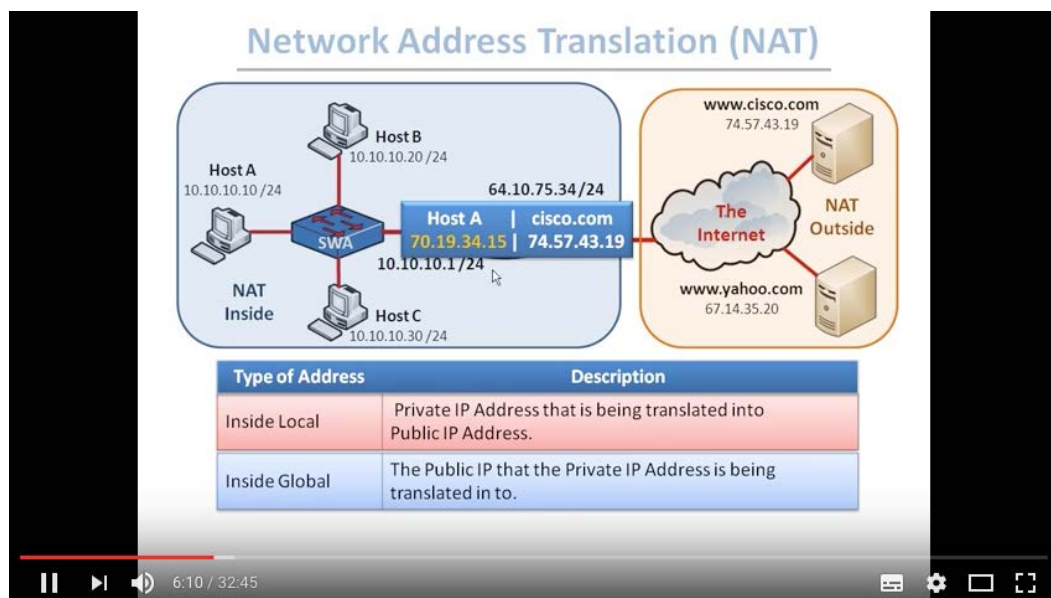 Network Address Translation (NAT)
Host B
10.10.10.20 /24
Host A
10.10.10.10 /24
SWA
64.10.75.34/24
Host A | cisco.com
70.19.34.15 | 74.57.43.19
10.10.10.1/24
NAT
Inside
Host C
10.10.10.30 /24
www.cisco.com
74.57.43.19
The
Internet
NAT
Outside
www.yahoo.com
67.14.35.20
Type of Address Description
Inside Local Private IP Address that is being translated into
Public IP Address.
Inside Global The Public IP that the Private IP Address is being
translated in to.
6:10 / 32:45